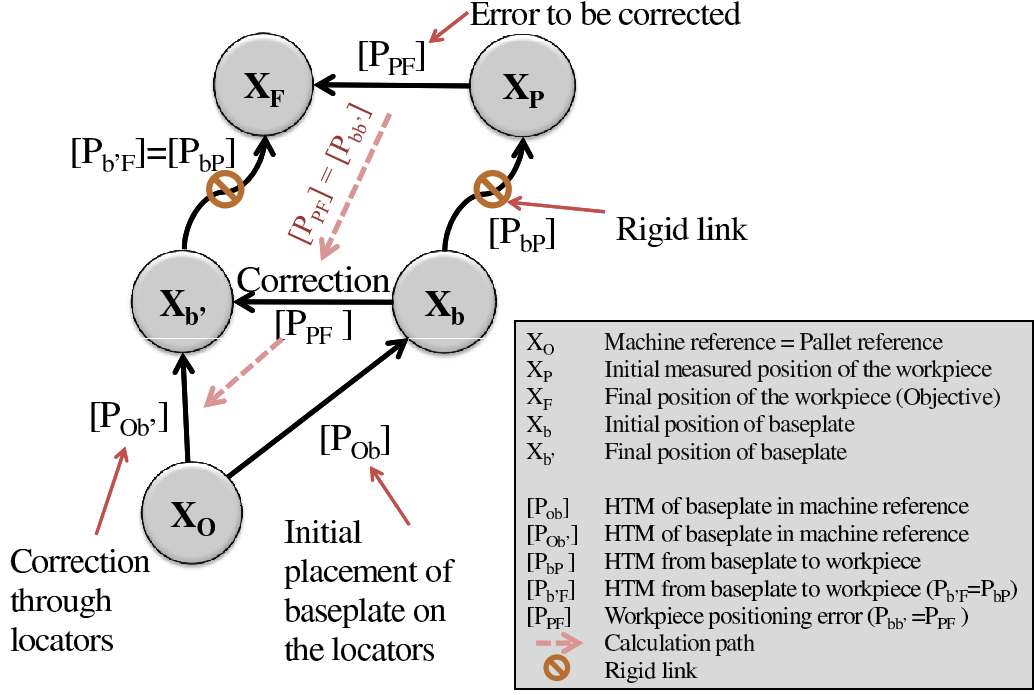 Error to be corrected
[P_PF]
X_F
X_P
[P_b'F]=[P_bP]
[P_PF] = [P_bb']
[P_bP]
Rigid link
Correction
X_b'
X_b
[P_PF ]
[P_Ob']
[P_Ob]
X_O
Correction
through
locators
Initial
placement of
baseplate on
the locators
X_O Machine reference = Pallet reference
X_P Initial measured position of the workpiece
X_F Final position of the workpiece (Objective)
X_b Initial position of baseplate
X_b' Final position of baseplate
[P_ob] HTM of baseplate in machine reference
[P_Ob'] HTM of baseplate in machine reference
[P_bP ] HTM from baseplate to workpiece
[P_b'F] HTM from baseplate to workpiece (P_b'F=P_bP)
[P_PF] Workpiece positioning error (P_bb' =P_PF )
Calculation path
Rigid link